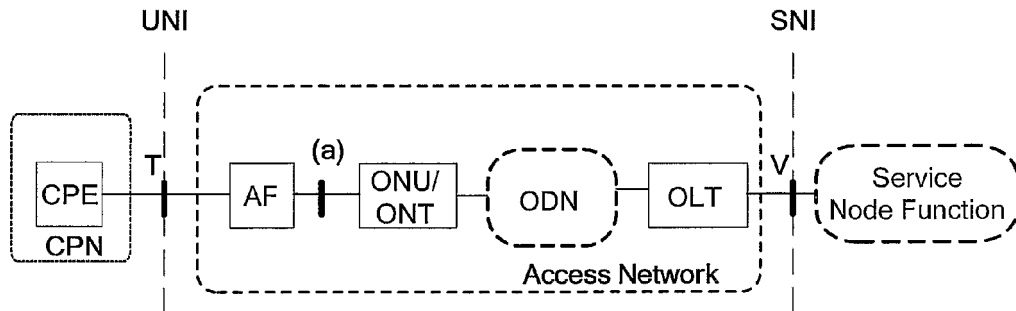 UNI
SNI
T
(a)
V
CPE
AF
ONU/
ONT
ODN
OLT
Service
Node Function
CPN
Access Network